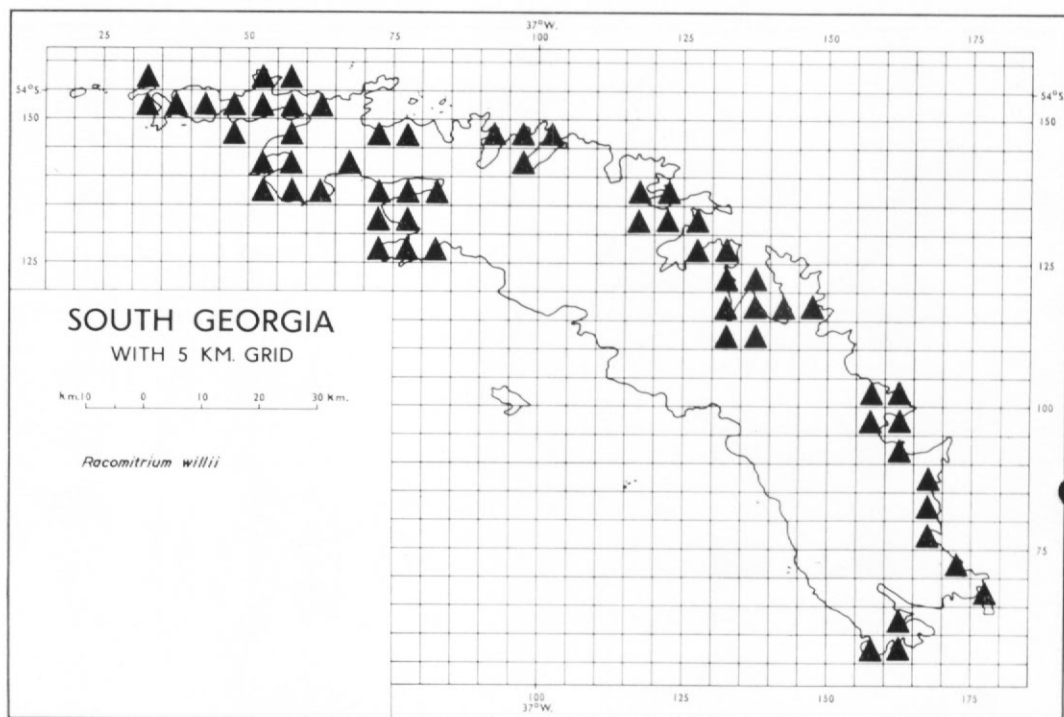 37°W.
25 50 75 100 125 150 175
54°S 54°S
150 150
125 125
SOUTH GEORGIA
WITH 5 KM. GRID
km.10 0 10 20 30 km.
100
Racomitrium willii
75
100 125 150 175
37°W.